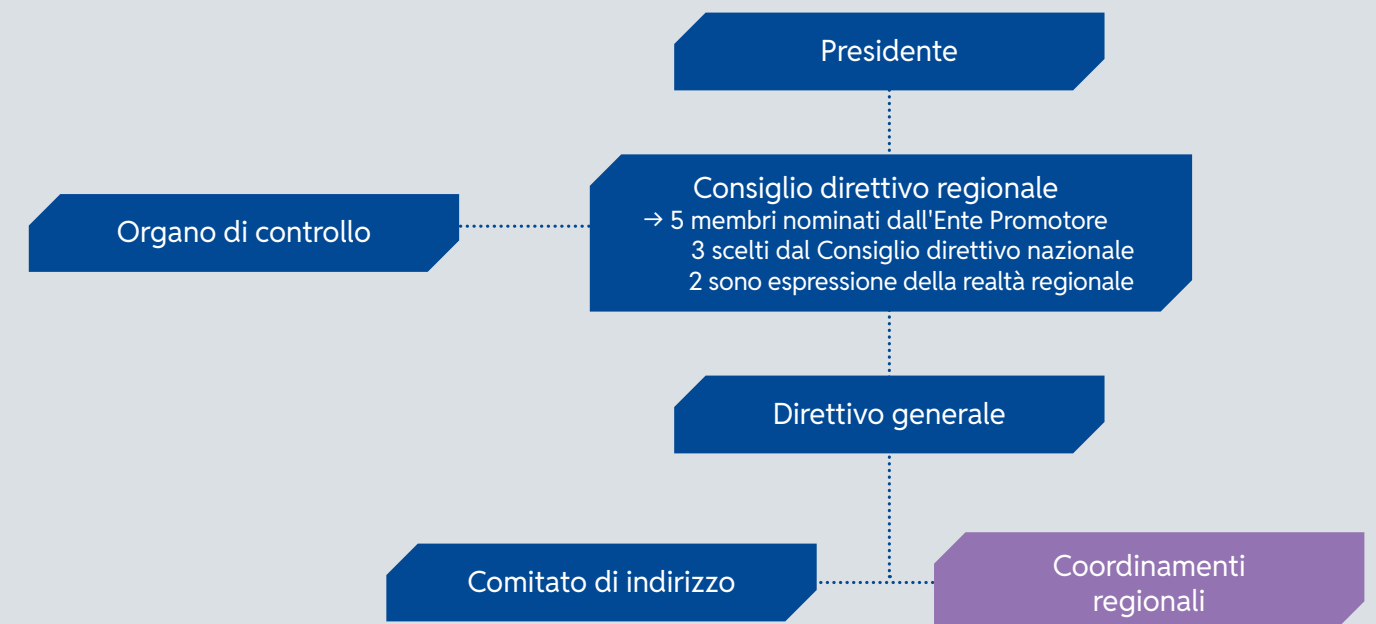 Presidente
Consiglio direttivo regionale
→ 5 membri nominati dall'Ente Promotore
3 scelti dal Consiglio direttivo nazionale
2 sono espressione della realtà regionale
Organo di controllo
Direttivo generale
Comitato di indirizzo
Coordinamenti
regionali